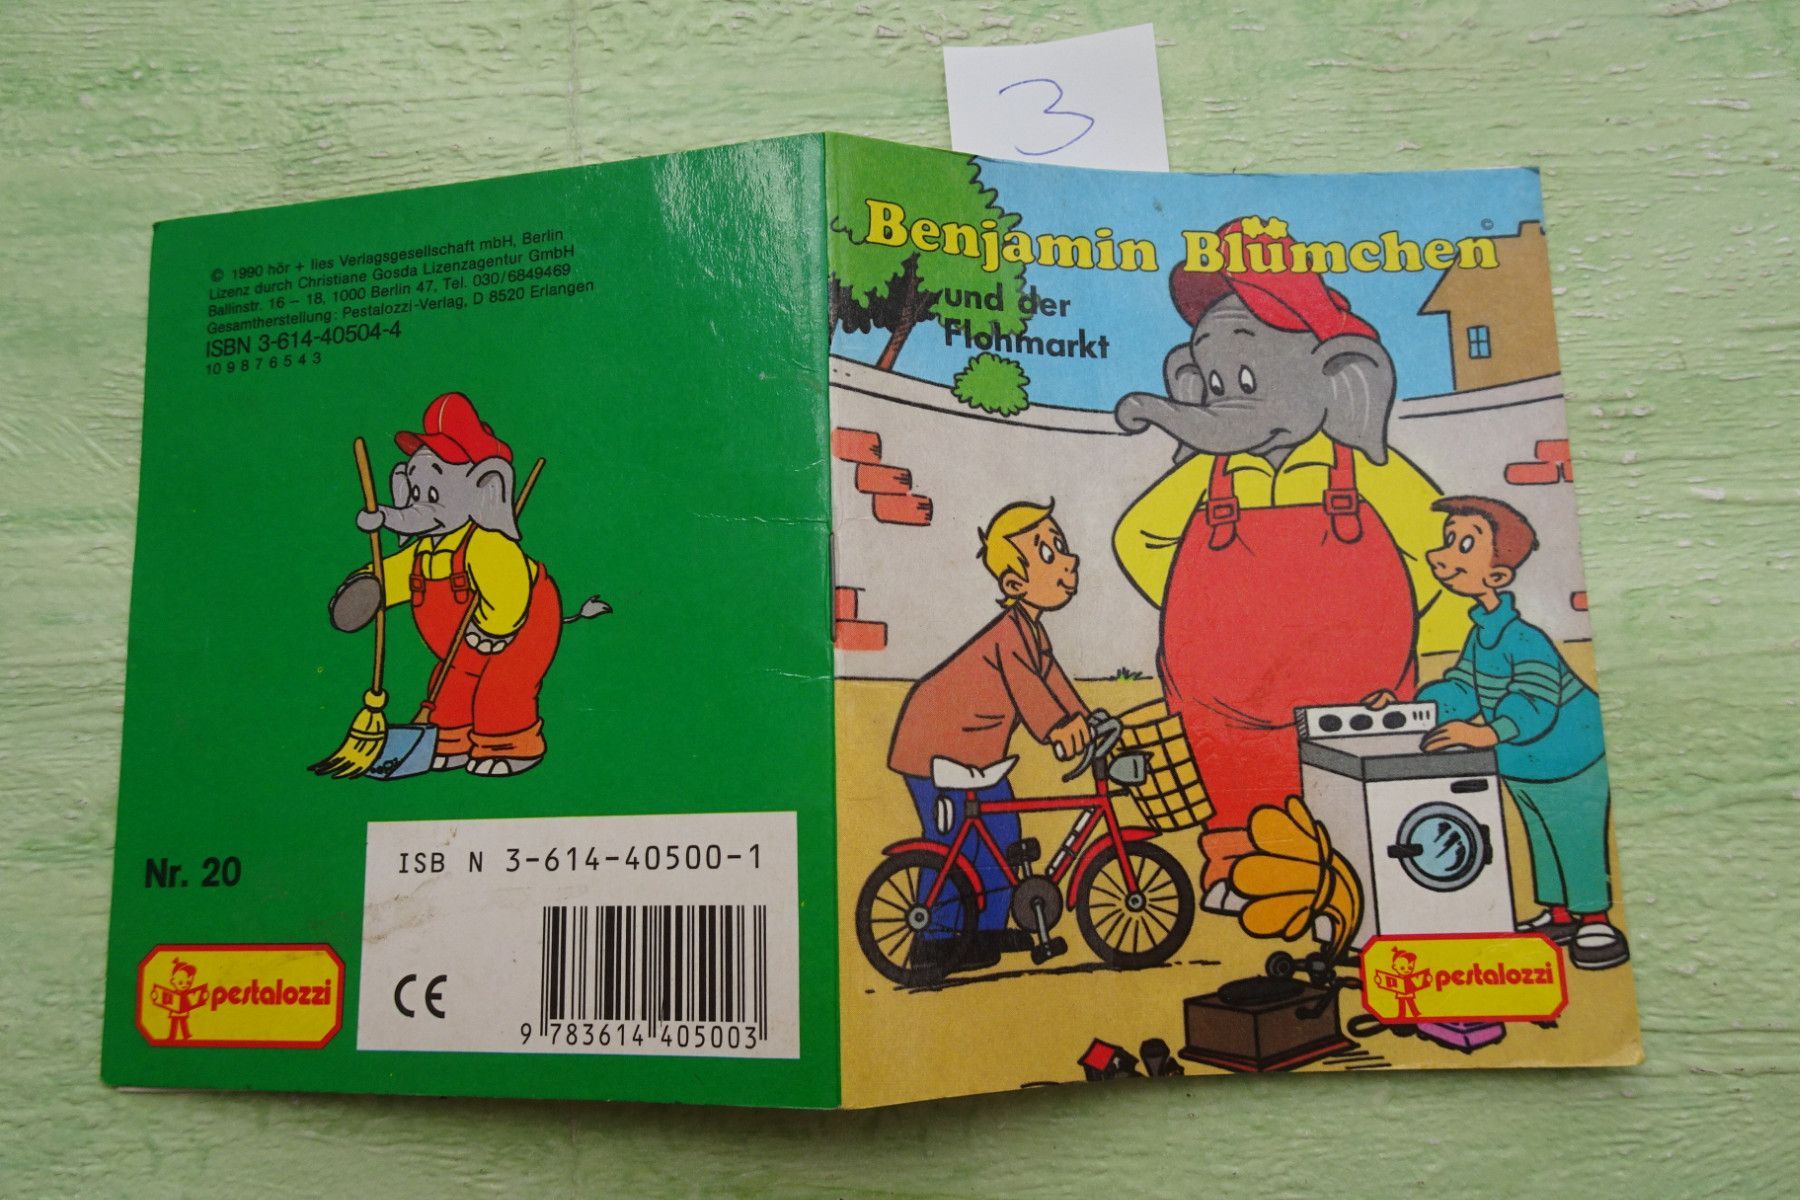 3
© 1990 hör + lies Verlagsgesellschaft mbH, Berlin
Lizenz durch Christiane Gosda Lizenzagentur GmbH
Ballinstr. 16 – 18, 1000 Berlin 47, Tel. 030/6849469
Gesamtherstellung: Pestalozzi-Verlag, D 8520 Erlangen
ISBN 3-614-40504-4
10 9 8 7 6 5 4 3
Nr. 20
pestalozzi
ISB N 3-614-40500-1
CE
9 783614 405003
Benjamin Blümchen ©
und der
Flohmarkt
pestalozzi